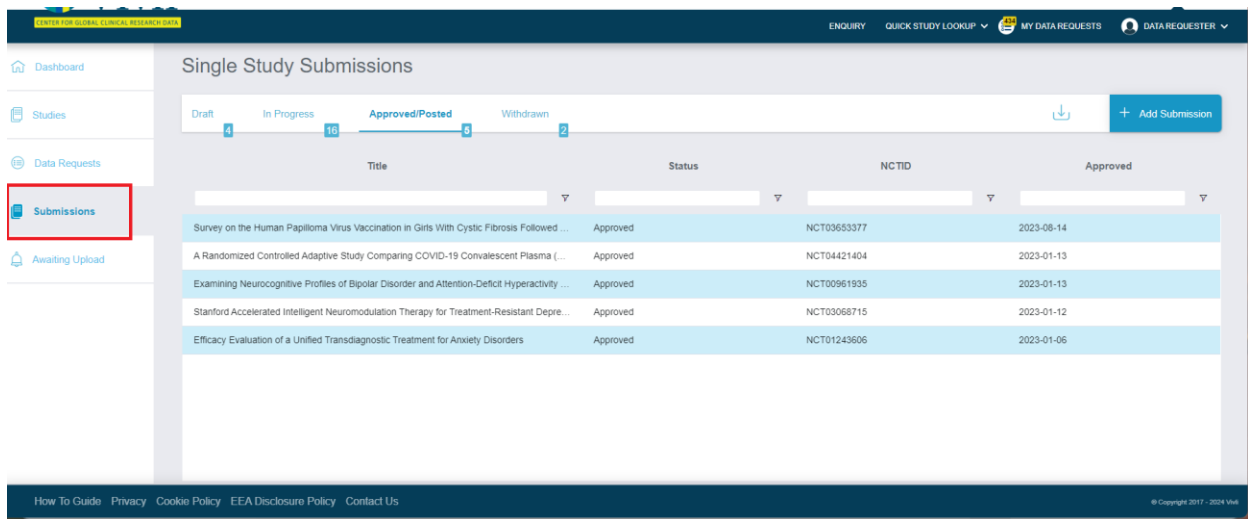 CENTER FOR GLOBAL CLINICAL RESEARCH DATA
ENQUIRY QUICK STUDY LOOKUP 434 MY DATA REQUESTS DATA REQUESTER
Dashboard
Studies
Data Requests
Submissions
Awaiting Upload
Single Study Submissions
Draft 4 In Progress 16 Approved/Posted 5 Withdrawn 2
+ Add Submission
Title Status NCTID Approved
Survey on the Human Papilloma Virus Vaccination in Girls With Cystic Fibrosis Followed ... Approved NCT03653377 2023-08-14
A Randomized Controlled Adaptive Study Comparing COVID-19 Convalescent Plasma (... Approved NCT04421404 2023-01-13
Examining Neurocognitive Profiles of Bipolar Disorder and Attention-Deficit Hyperactivity ... Approved NCT00961935 2023-01-13
Stanford Accelerated Intelligent Neuromodulation Therapy for Treatment-Resistant Depre... Approved NCT03068715 2023-01-12
Efficacy Evaluation of a Unified Transdiagnostic Treatment for Anxiety Disorders Approved NCT01243606 2023-01-06
How To Guide Privacy Cookie Policy EEA Disclosure Policy Contact Us
© Copyright 2017 - 2024 Vivli